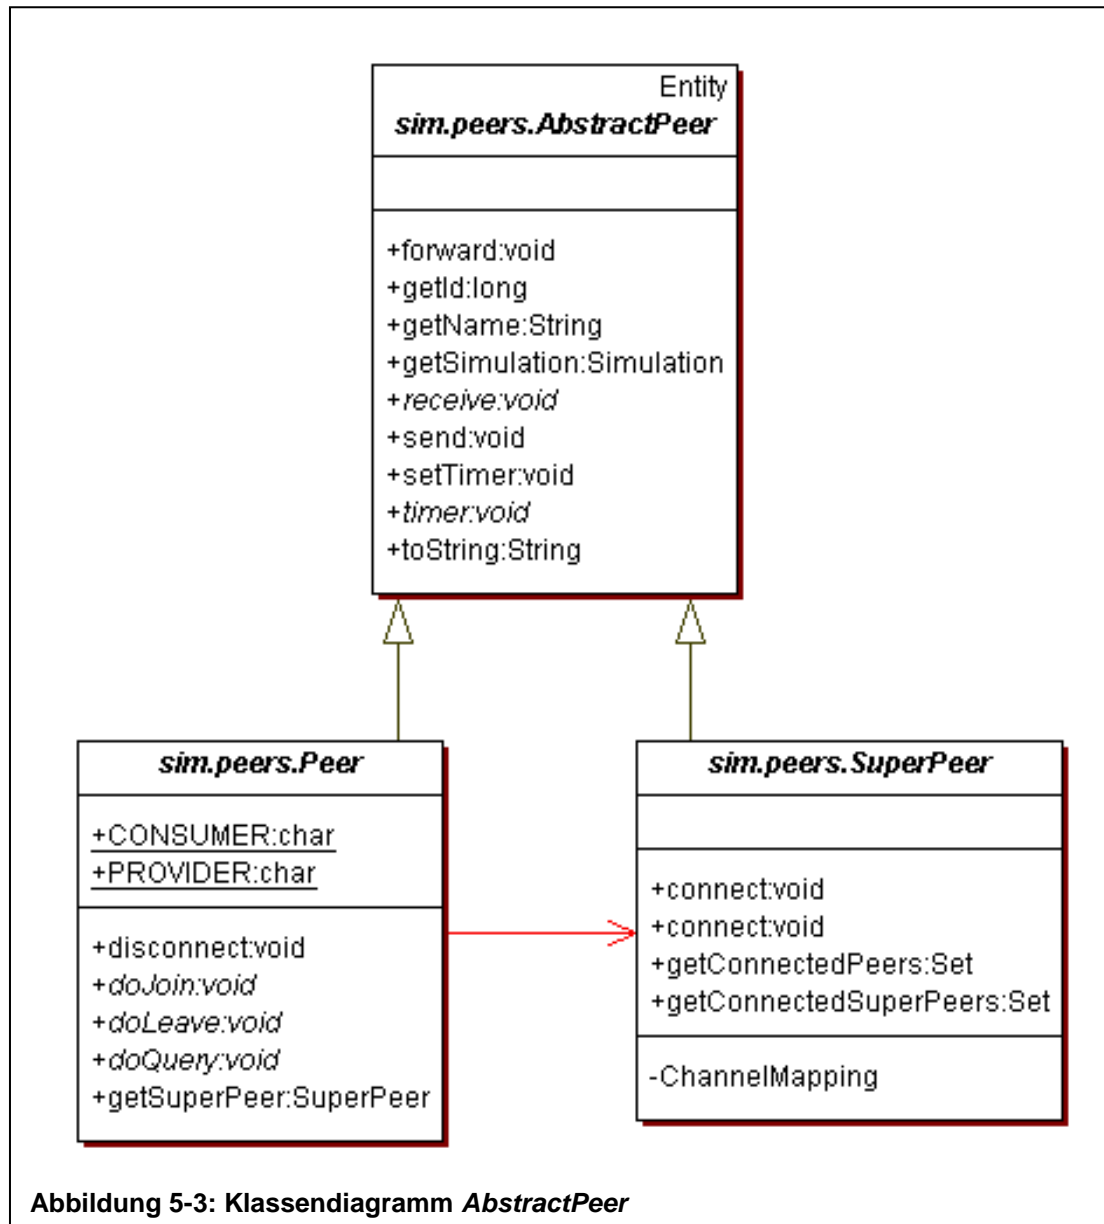 Entity
sim.peers.AbstractPeer
+forward:void
+getId:long
+getName:String
+getSimulation:Simulation
+receive:void
+send:void
+setTimer:void
+timer:void
+toString:String
sim.peers.Peer
+CONSUMER:char
+PROVIDER:char
+disconnect:void
+doJoin:void
+doLeave:void
+doQuery:void
+getSuperPeer:SuperPeer
sim.peers.SuperPeer
+connect:void
+connect:void
+getConnectedPeers:Set
+getConnectedSuperPeers:Set
-ChannelMapping
Abbildung 5-3: Klassendiagramm AbstractPeer